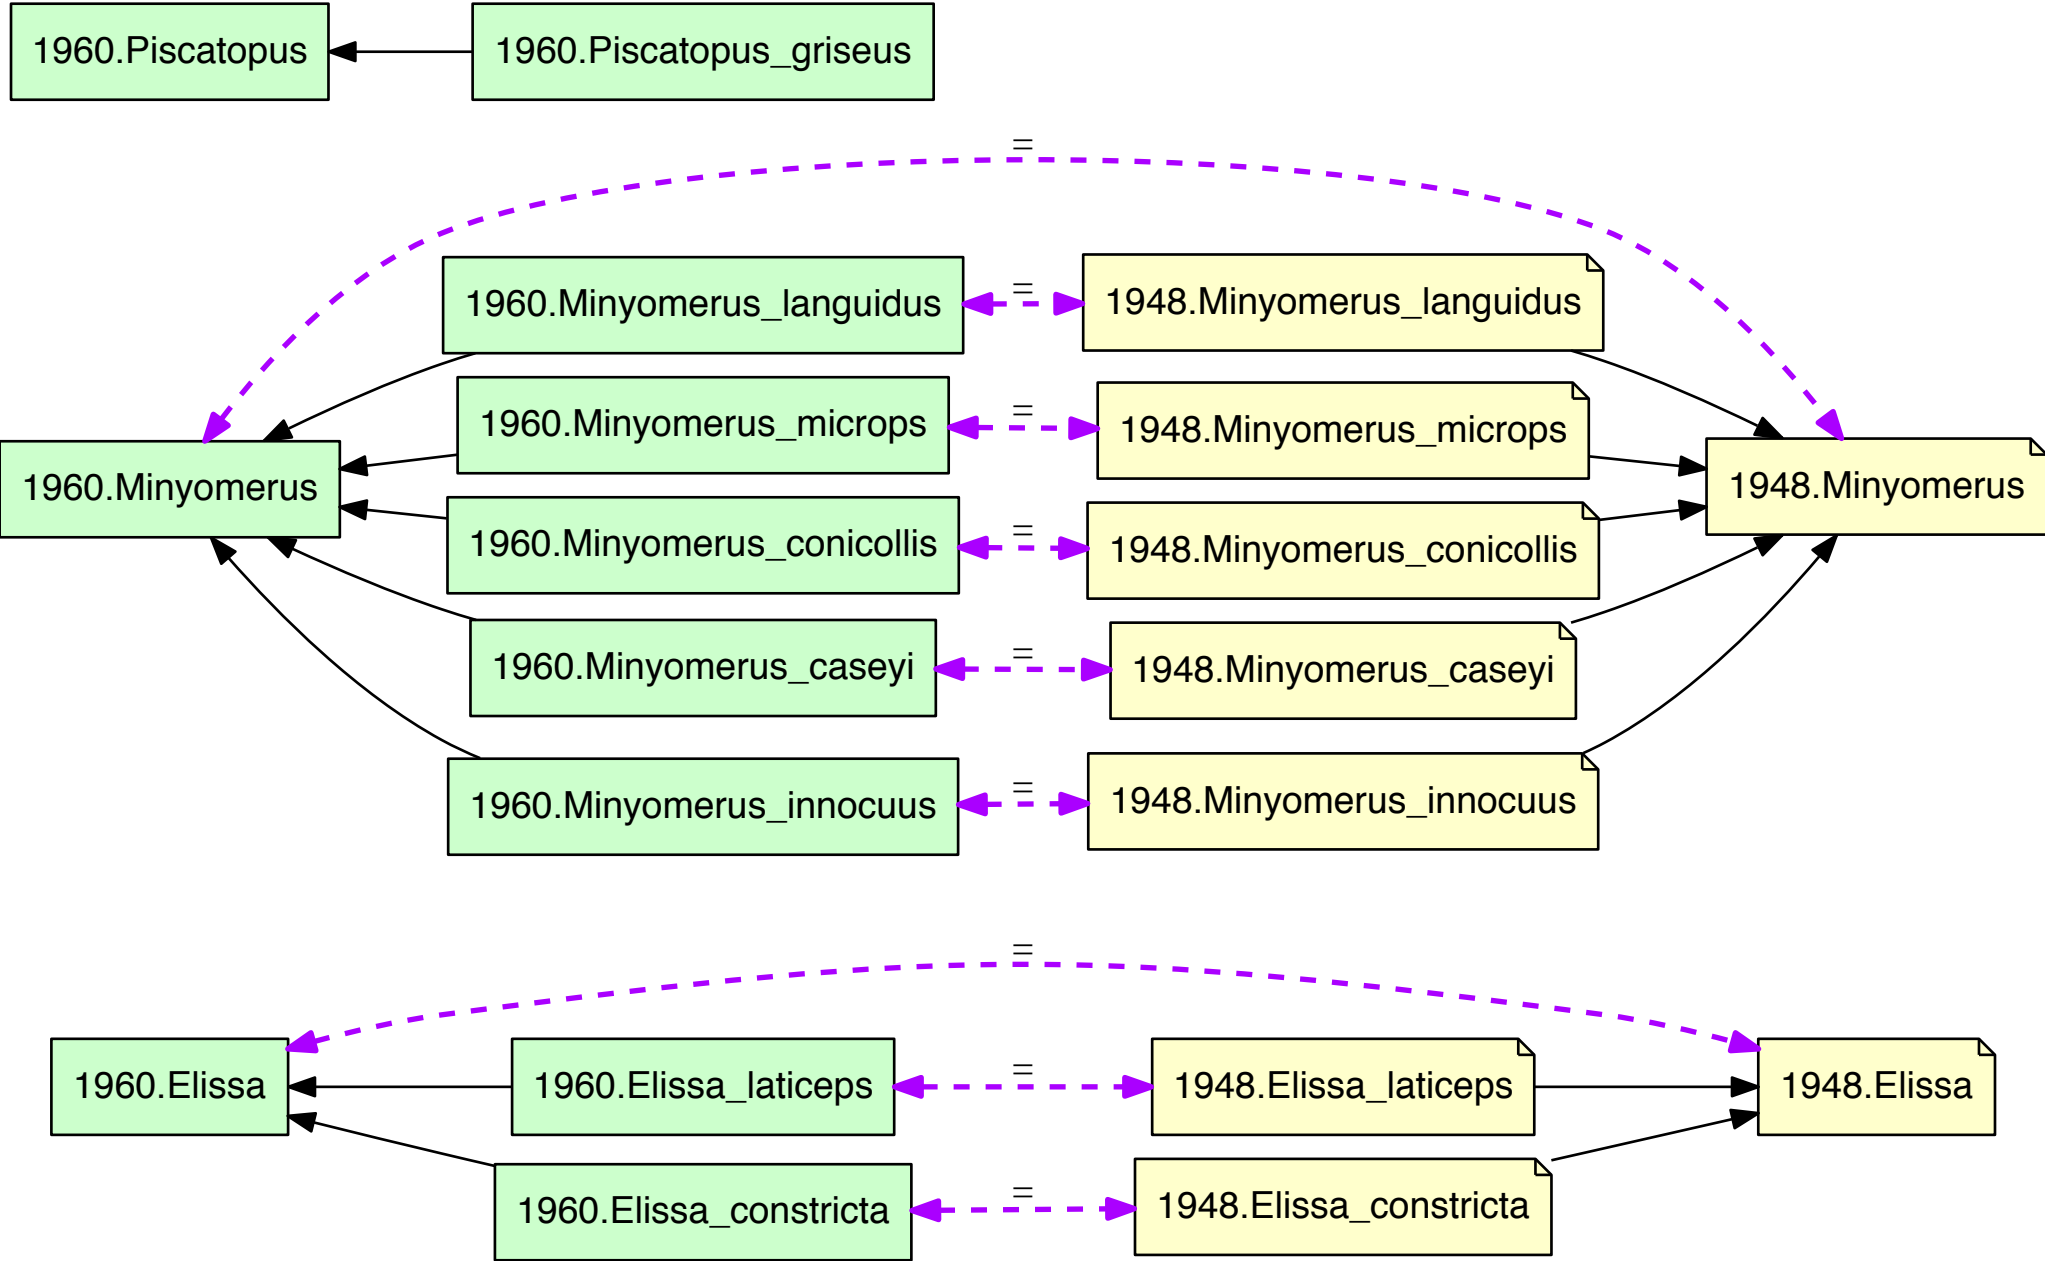 1960.Piscatopus
1960.Piscatopus_griseus
=
1960.Minyomerus_languidus
=
1948.Minyomerus_languidus
1960.Minyomerus_microps
=
1948.Minyomerus_microps
1960.Minyomerus
1948.Minyomerus
1960.Minyomerus_conicollis
=
1948.Minyomerus_conicollis
1960.Minyomerus_caseyi
=
1948.Minyomerus_caseyi
1960.Minyomerus_innocuus
=
1948.Minyomerus_innocuus
=
1960.Elissa
1960.Elissa_laticeps
=
1948.Elissa_laticeps
1948.Elissa
1960.Elissa_constricta
=
1948.Elissa_constricta